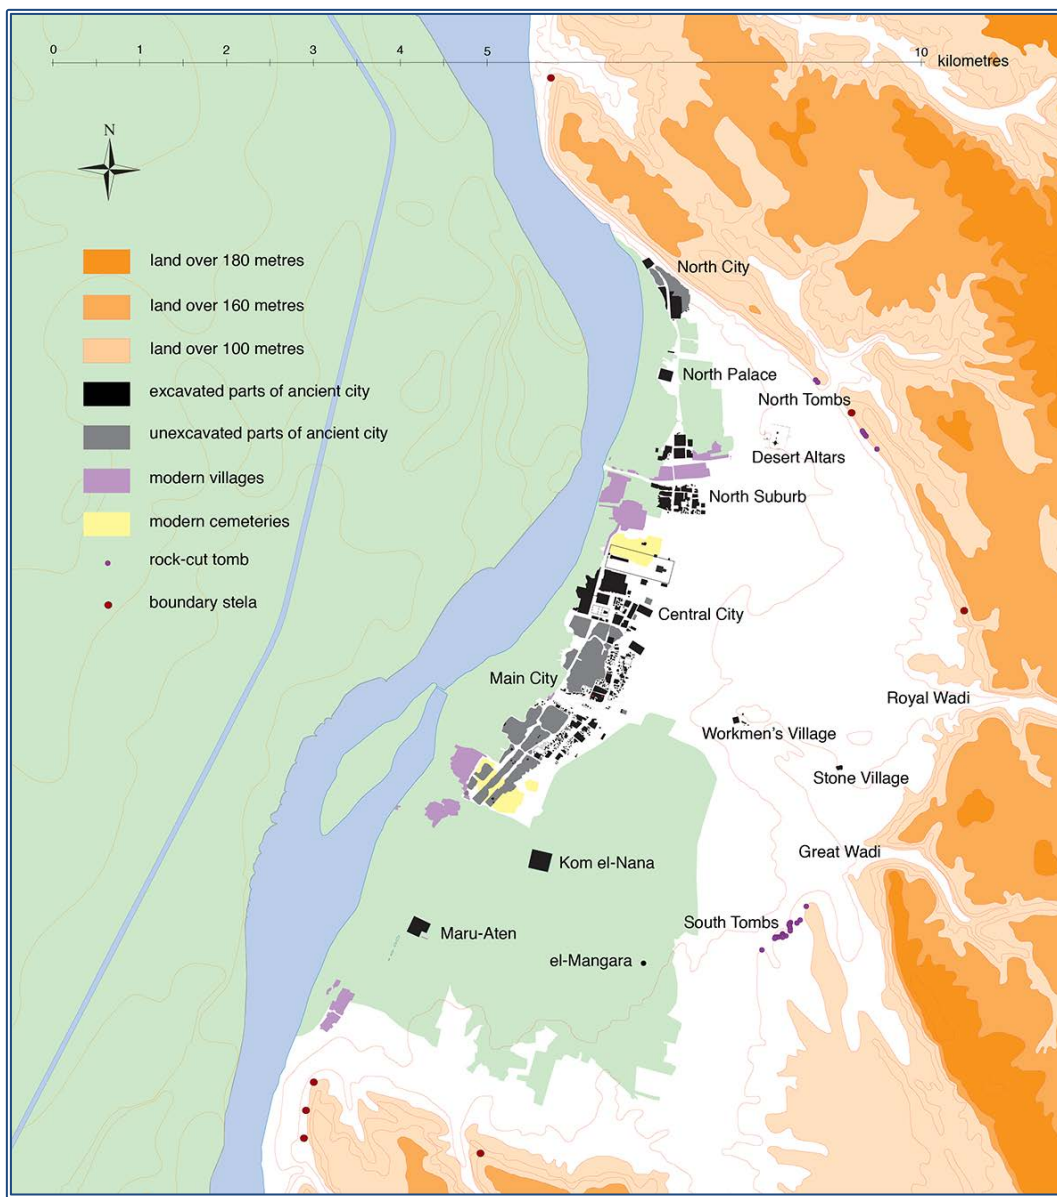 0 1 2 3 4 5 10 kilometres
N
land over 180 metres
land over 160 metres
land over 100 metres
excavated parts of ancient city
unexcavated parts of ancient city
modern villages
modern cemeteries
rock-cut tomb
boundary stela
North City
North Palace
North Tombs
Desert Altars
North Suburb
Central City
Main City
Royal Wadi
Workmen's Village
Stone Village
Great Wadi
Kom el-Nana
South Tombs
Maru-Aten
el-Mangara